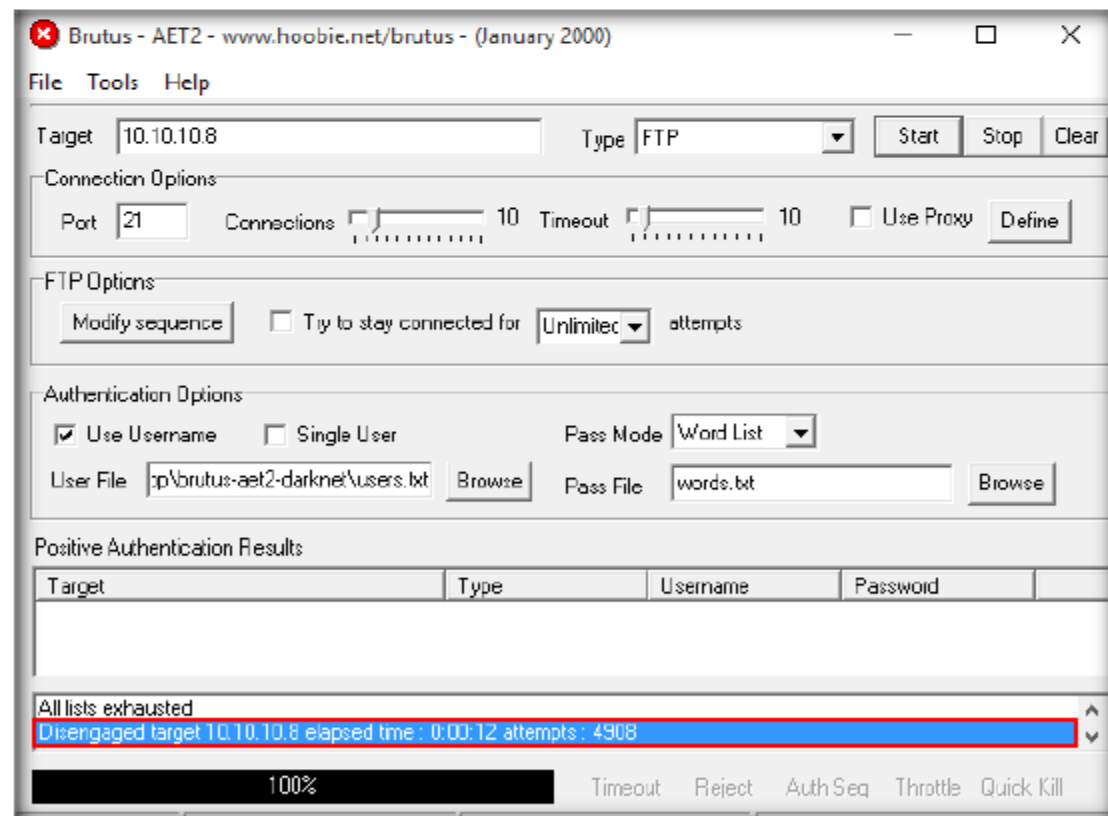 Brutus - AET2 - www.hoobie.net/brutus - (January 2000)
File Tools Help
Target 10.10.10.8 Type FTP Start Stop Clear
Connection Options
Port 21 Connections 10 Timeout 10 Use Proxy Define
FTP Options
Modify sequence Try to stay connected for Unlimitec attempts
Authentication Options
Use Username Single User Pass Mode Word List
User File :p\brutus-aet2-darknet\users.txt Browse Pass File words.txt Browse
Positive Authentication Results
Target Type Username Password
All lists exhausted
Disengaged target 10.10.10.8 elapsed time : 0:00:12 attempts : 4908
100% Timeout Reject Auth Seq Throttle Quick Kill